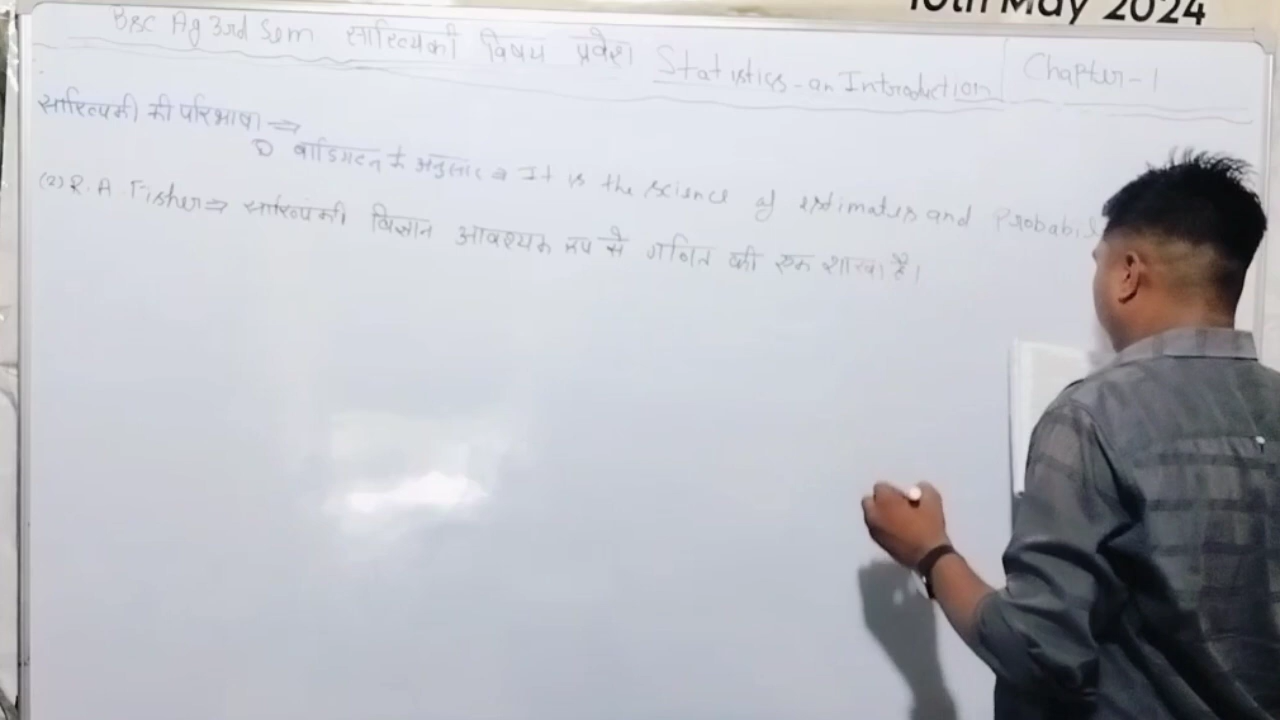 10th May 2024
BSC Ag 3rd Sem सांख्यिकी विषय प्रवेश Statistics - an Introduction Chapter-1
सांख्यिकी की परिभाषा ⇒
① बाडिंगटन के अनुसार ⇒ It is the science of estimates and Probabil
(2) R. A Fisher ⇒ सांख्यिकी विज्ञान आवश्यक रूप से गणित की एक शाखा है।